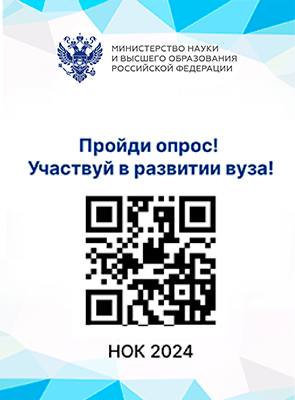 МИНИСТЕРСТВО НАУКИ
И ВЫСШЕГО ОБРАЗОВАНИЯ
РОССИЙСКОЙ ФЕДЕРАЦИИ
Пройди опрос!
Участвуй в развитии вуза!
НОК 2024